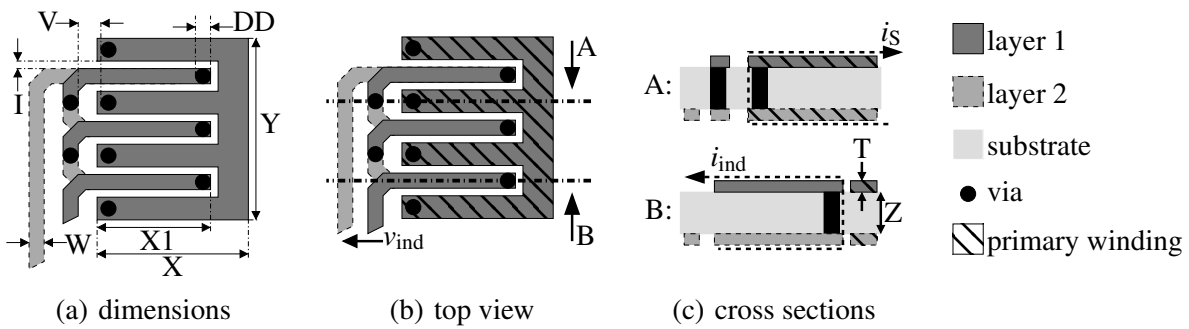 V
DD
I
Y
W
X1
X
(a) dimensions
A
B
v_ind
(b) top view
i_S
A:
i_ind
T
B:
Z
(c) cross sections
layer 1
layer 2
substrate
via
primary winding